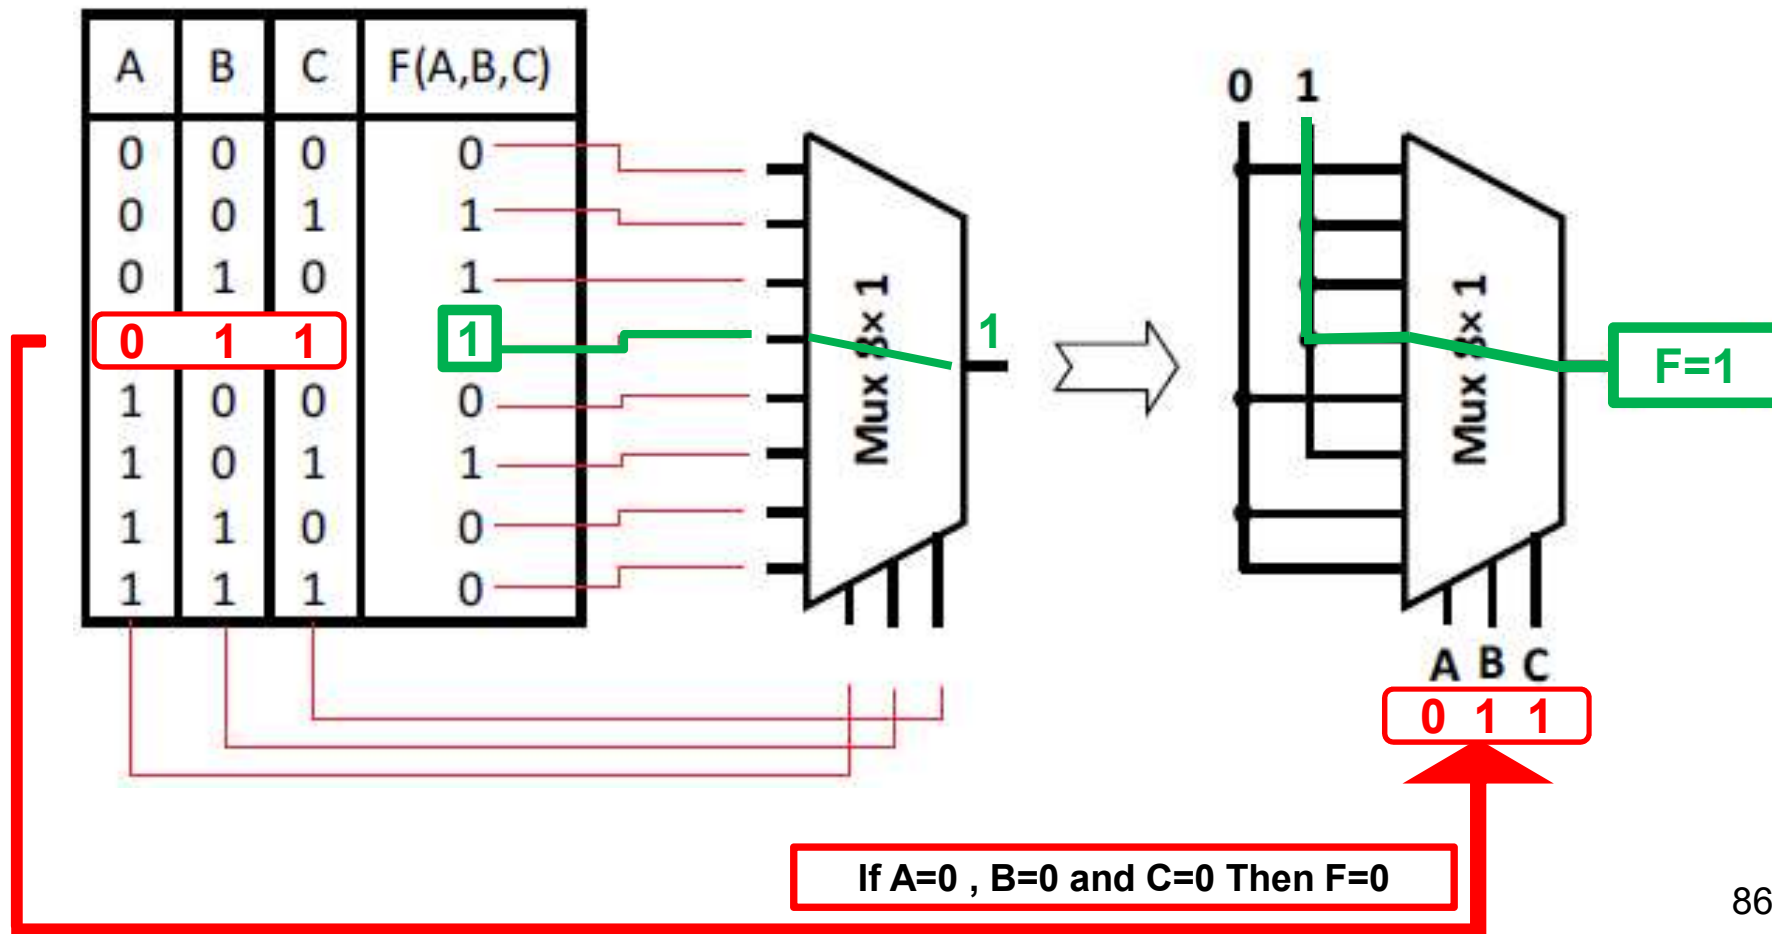 A B C F(A,B,C)
0 0 0 0
0 0 1 1
0 1 0 1
0 1 1 1
1 0 0 0
1 0 1 1
1 1 0 0
1 1 1 0
Mux 8× 1
1
0 1
Mux 8× 1
F=1
A B C
0 1 1
If A=0 , B=0 and C=0 Then F=0
86